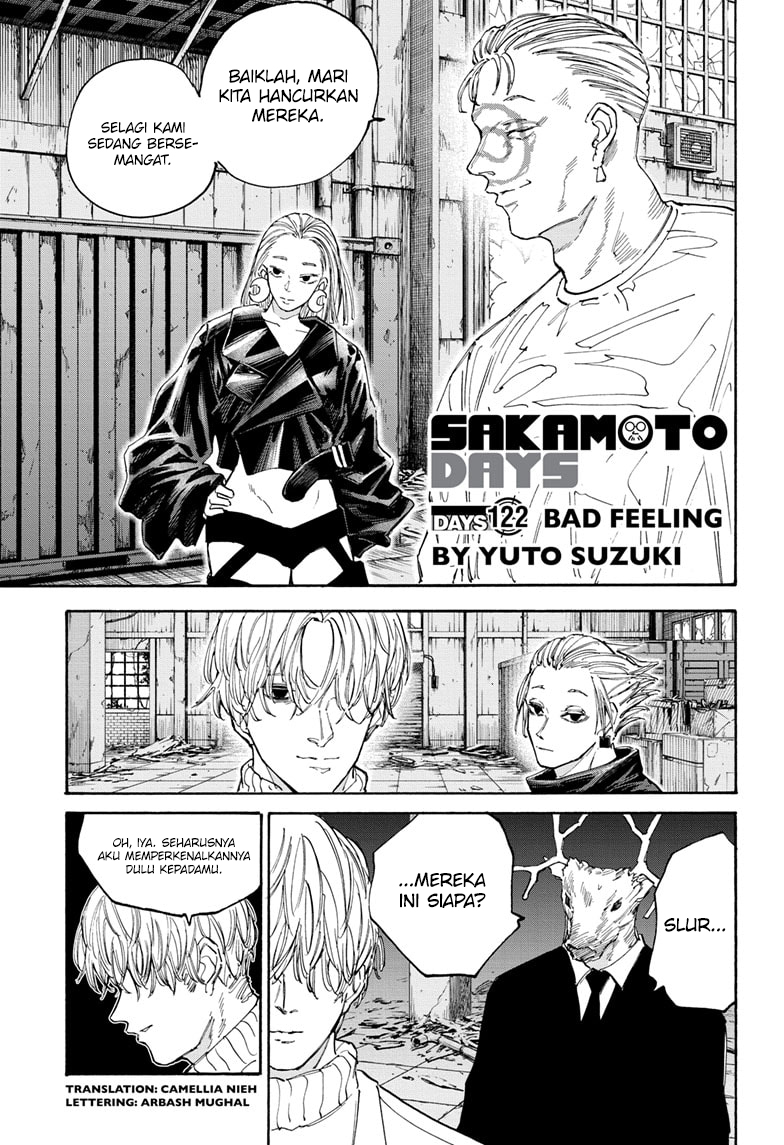 BAIKLAH, MARI
KITA HANCURKAN
MEREKA.
SELAGI KAMI
SEDANG BERSE-
MANGAT.
SAKAMOTO
DAYS
DAYS 122 BAD FEELING
BY YUTO SUZUKI
SLUR...
...MEREKA
INI SIAPA?
OH, IYA. SEHARUSNYA
AKU MEMPERKENALKANNYA
DULU KEPADAMU.
TRANSLATION: CAMELLIA NIEH
LETTERING: ARBASH MUGHAL